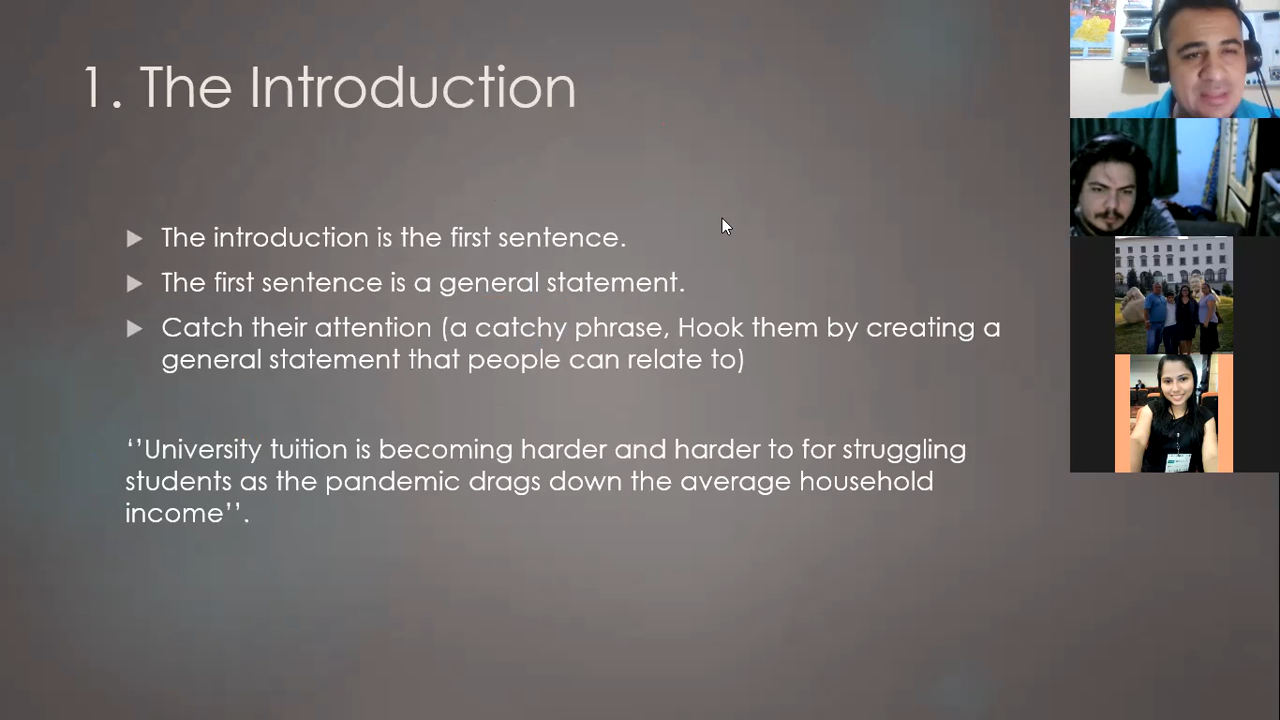 1. The Introduction
The introduction is the first sentence.
The first sentence is a general statement.
Catch their attention (a catchy phrase, Hook them by creating a
general statement that people can relate to)
‘’University tuition is becoming harder and harder to for struggling
students as the pandemic drags down the average household
income’’.